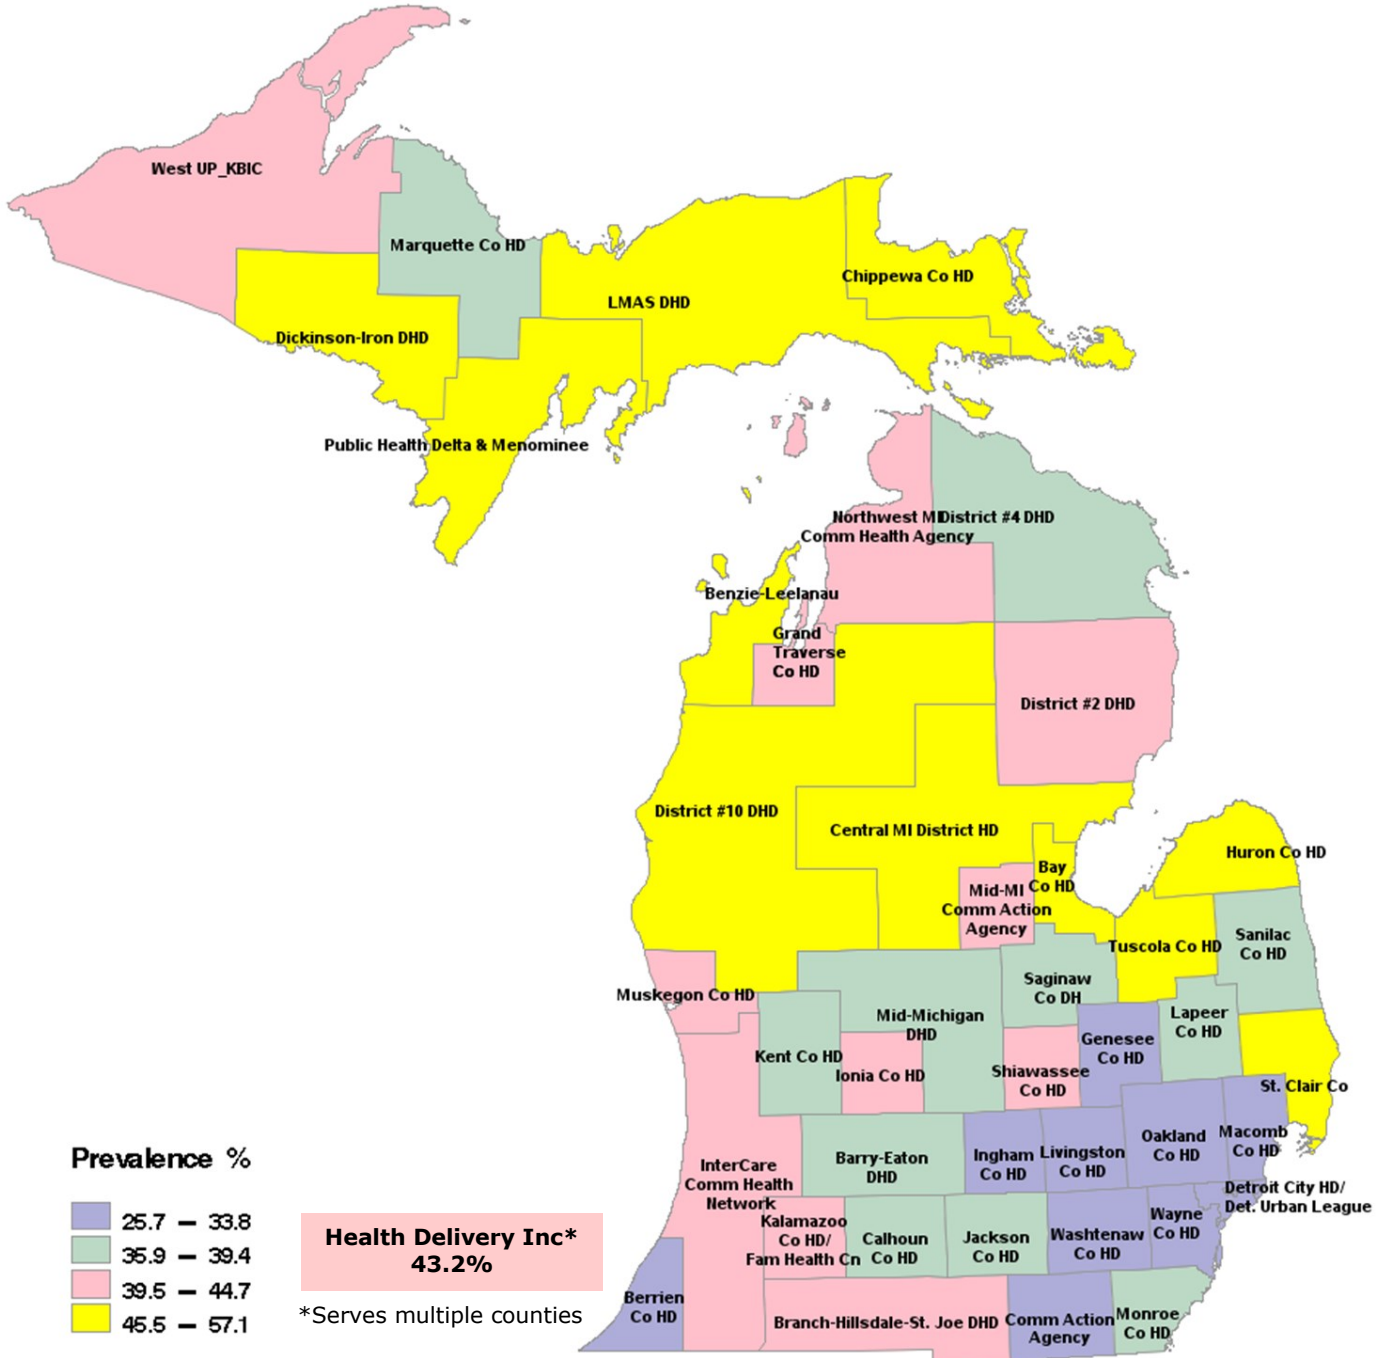 West UP_KBIC
Marquette Co HD
Chippewa Co HD
LMAS DHD
Dickinson-Iron DHD
Public Health Delta & Menominee
Northwest MI
Comm Health Agency
District #4 DHD
Benzie-Leelanau
Grand
Traverse
Co HD
District #2 DHD
District #10 DHD
Central MI District HD
Huron Co HD
Bay
Co HD
Mid-MI
Comm Action
Agency
Tuscola Co HD
Sanilac
Co HD
Saginaw
Co DH
Muskegon Co HD
Mid-Michigan
DHD
Lapeer
Co HD
Genesee
Co HD
Kent Co HD
Ionia Co HD
Shiawassee
Co HD
St. Clair Co
Oakland
Co HD
Macomb
Co HD
Ingham
Co HD
Livingston
Co HD
Barry-Eaton
DHD
InterCare
Comm Health
Network
Detroit City HD/
Det. Urban League
Kalamazoo
Co HD/
Fam Health Cn
Calhoun
Co HD
Jackson
Co HD
Washtenaw
Co HD
Wayne
Co HD
Berrien
Co HD
Branch-Hillsdale-St. Joe DHD
Comm Action
Agency
Monroe
Co HD
Prevalence %
25.7 – 33.8
35.9 – 39.4
39.5 – 44.7
45.5 – 57.1
Health Delivery Inc*
43.2%
*Serves multiple counties